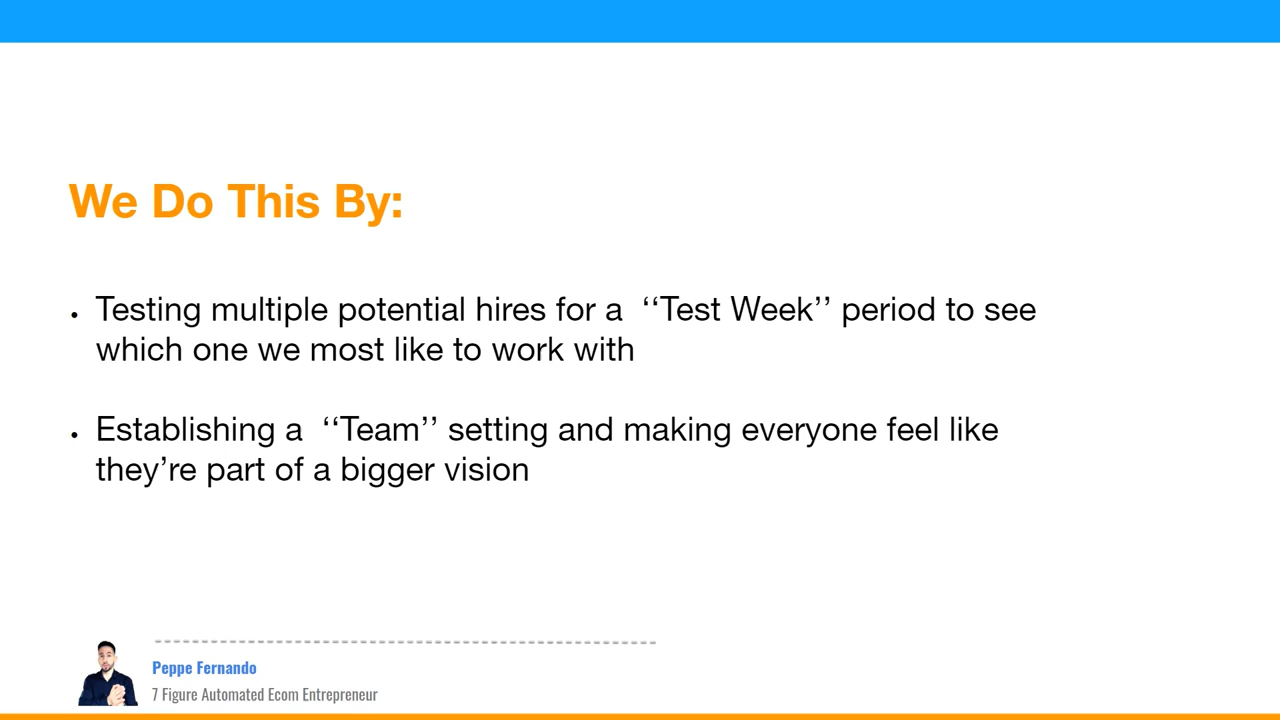 We Do This By:
• Testing multiple potential hires for a ‘‘Test Week’’ period to see
which one we most like to work with
• Establishing a ‘‘Team’’ setting and making everyone feel like
they’re part of a bigger vision
Peppe Fernando
7 Figure Automated Ecom Entrepreneur